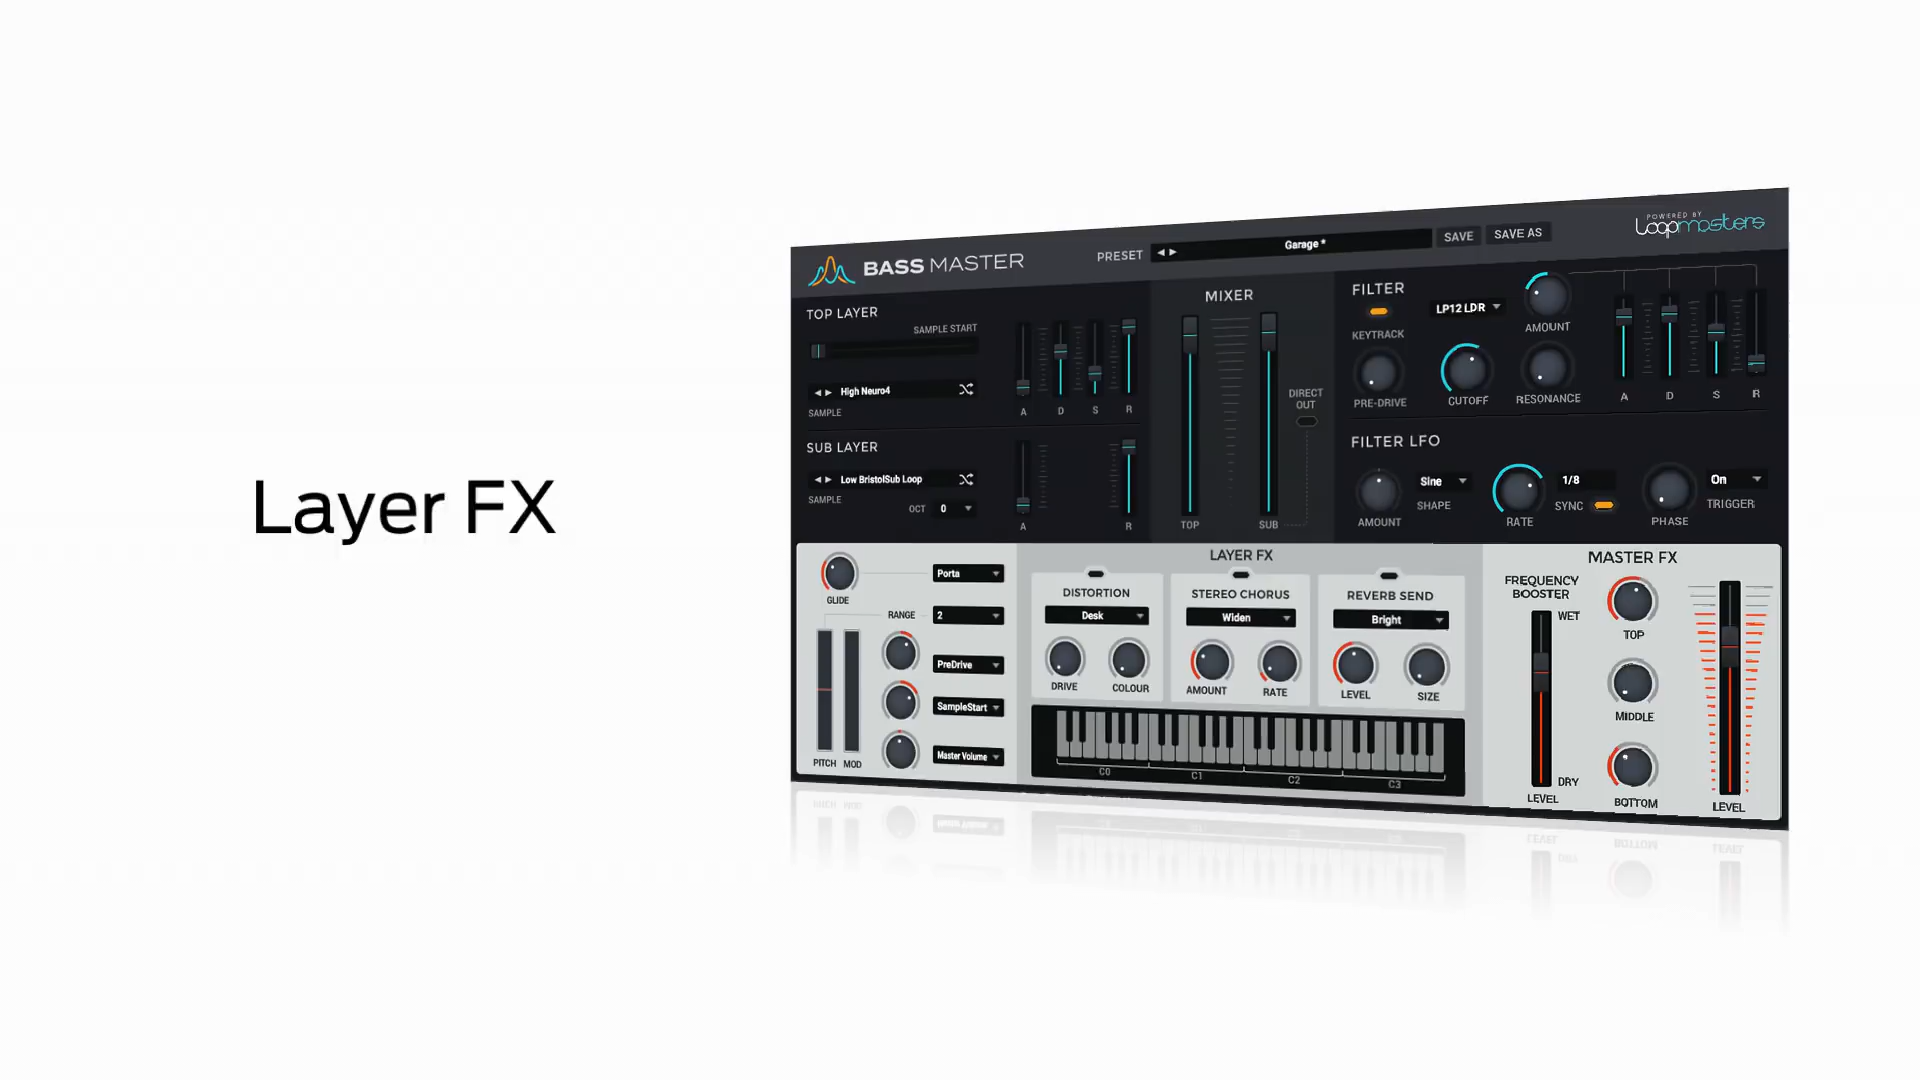 Layer FX
BASS MASTER
PRESET
Garage *
SAVE
SAVE AS
POWERED BY
Loopmasters
TOP LAYER
SAMPLE START
High Neuro4
SAMPLE
A
D
S
R
SUB LAYER
Low BristolSub Loop
SAMPLE
OCT
0
A
R
MIXER
DIRECT
OUT
TOP
SUB
FILTER
KEYTRACK
LP12 LDR
AMOUNT
PRE-DRIVE
CUTOFF
RESONANCE
A
D
S
R
FILTER LFO
AMOUNT
Sine
SHAPE
RATE
1/8
SYNC
PHASE
On
TRIGGER
GLIDE
Porta
RANGE
2
PreDrive
SampleStart
Master Volume
PITCH
MOD
LAYER FX
DISTORTION
Desk
DRIVE
COLOUR
STEREO CHORUS
Widen
AMOUNT
RATE
REVERB SEND
Bright
LEVEL
SIZE
C0
C1
C2
C3
MASTER FX
FREQUENCY
BOOSTER
WET
DRY
LEVEL
TOP
MIDDLE
BOTTOM
LEVEL